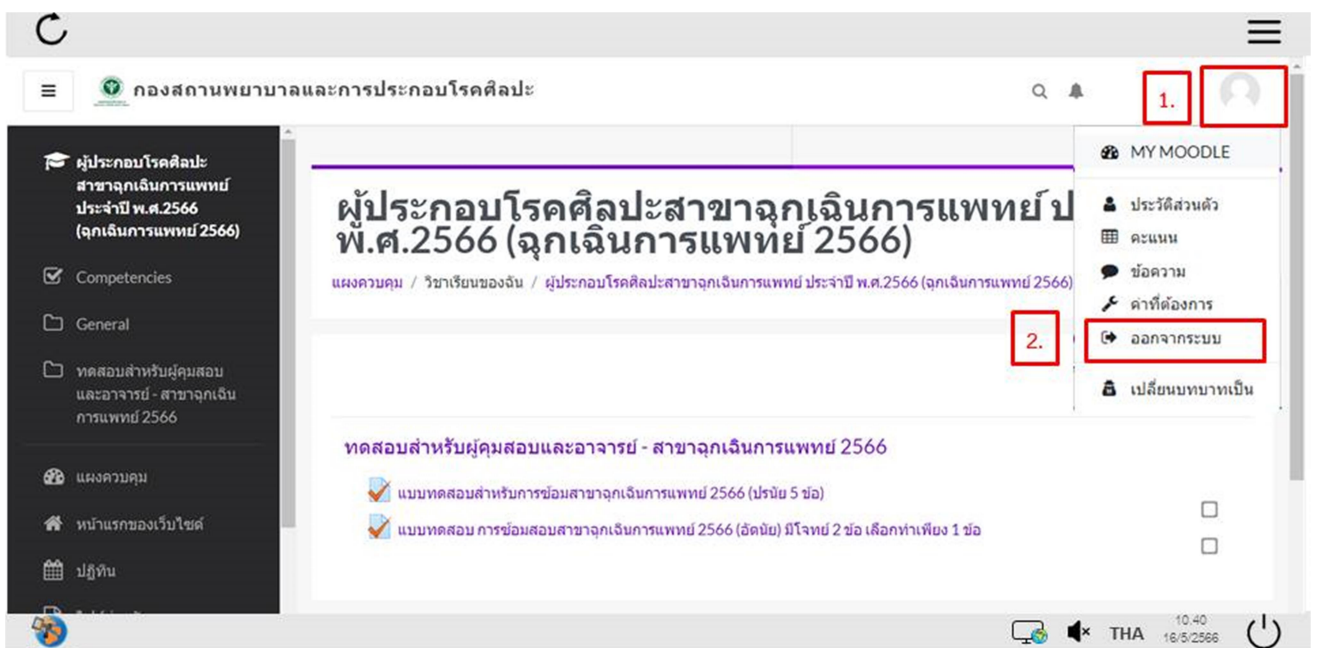 กองสถานพยาบาลและการประกอบโรคศิลปะ
1.
ผู้ประกอบโรคศิลปะ
สาขาฉุกเฉินการแพทย์
ประจำปี พ.ศ.2566
(ฉุกเฉินการแพทย์ 2566)
Competencies
General
ทดสอบสำหรับผู้คุมสอบ
และอาจารย์ - สาขาฉุกเฉิน
การแพทย์ 2566
แผงควบคุม
หน้าแรกของเว็บไซต์
ปฏิทิน
ผู้ประกอบโรคศิลปะสาขาฉุกเฉินการแพทย์ ป
พ.ศ.2566 (ฉุกเฉินการแพทย์ 2566)
แผงควบคุม / วิชาเรียนของฉัน / ผู้ประกอบโรคศิลปะสาขาฉุกเฉินการแพทย์ ประจำปี พ.ศ.2566 (ฉุกเฉินการแพทย์ 2566)
MY MOODLE
ประวัติส่วนตัว
คะแนน
ข้อความ
ค่าที่ต้องการ
2.
ออกจากระบบ
เปลี่ยนบทบาทเป็น
ทดสอบสำหรับผู้คุมสอบและอาจารย์ - สาขาฉุกเฉินการแพทย์ 2566
แบบทดสอบสำหรับการซ้อมสาขาฉุกเฉินการแพทย์ 2566 (ปรนัย 5 ข้อ)
แบบทดสอบ การซ้อมสอบสาขาฉุกเฉินการแพทย์ 2566 (อัตนัย) มีโจทย์ 2 ข้อ เลือกทำเพียง 1 ข้อ
THA
10.40
16/5/2566